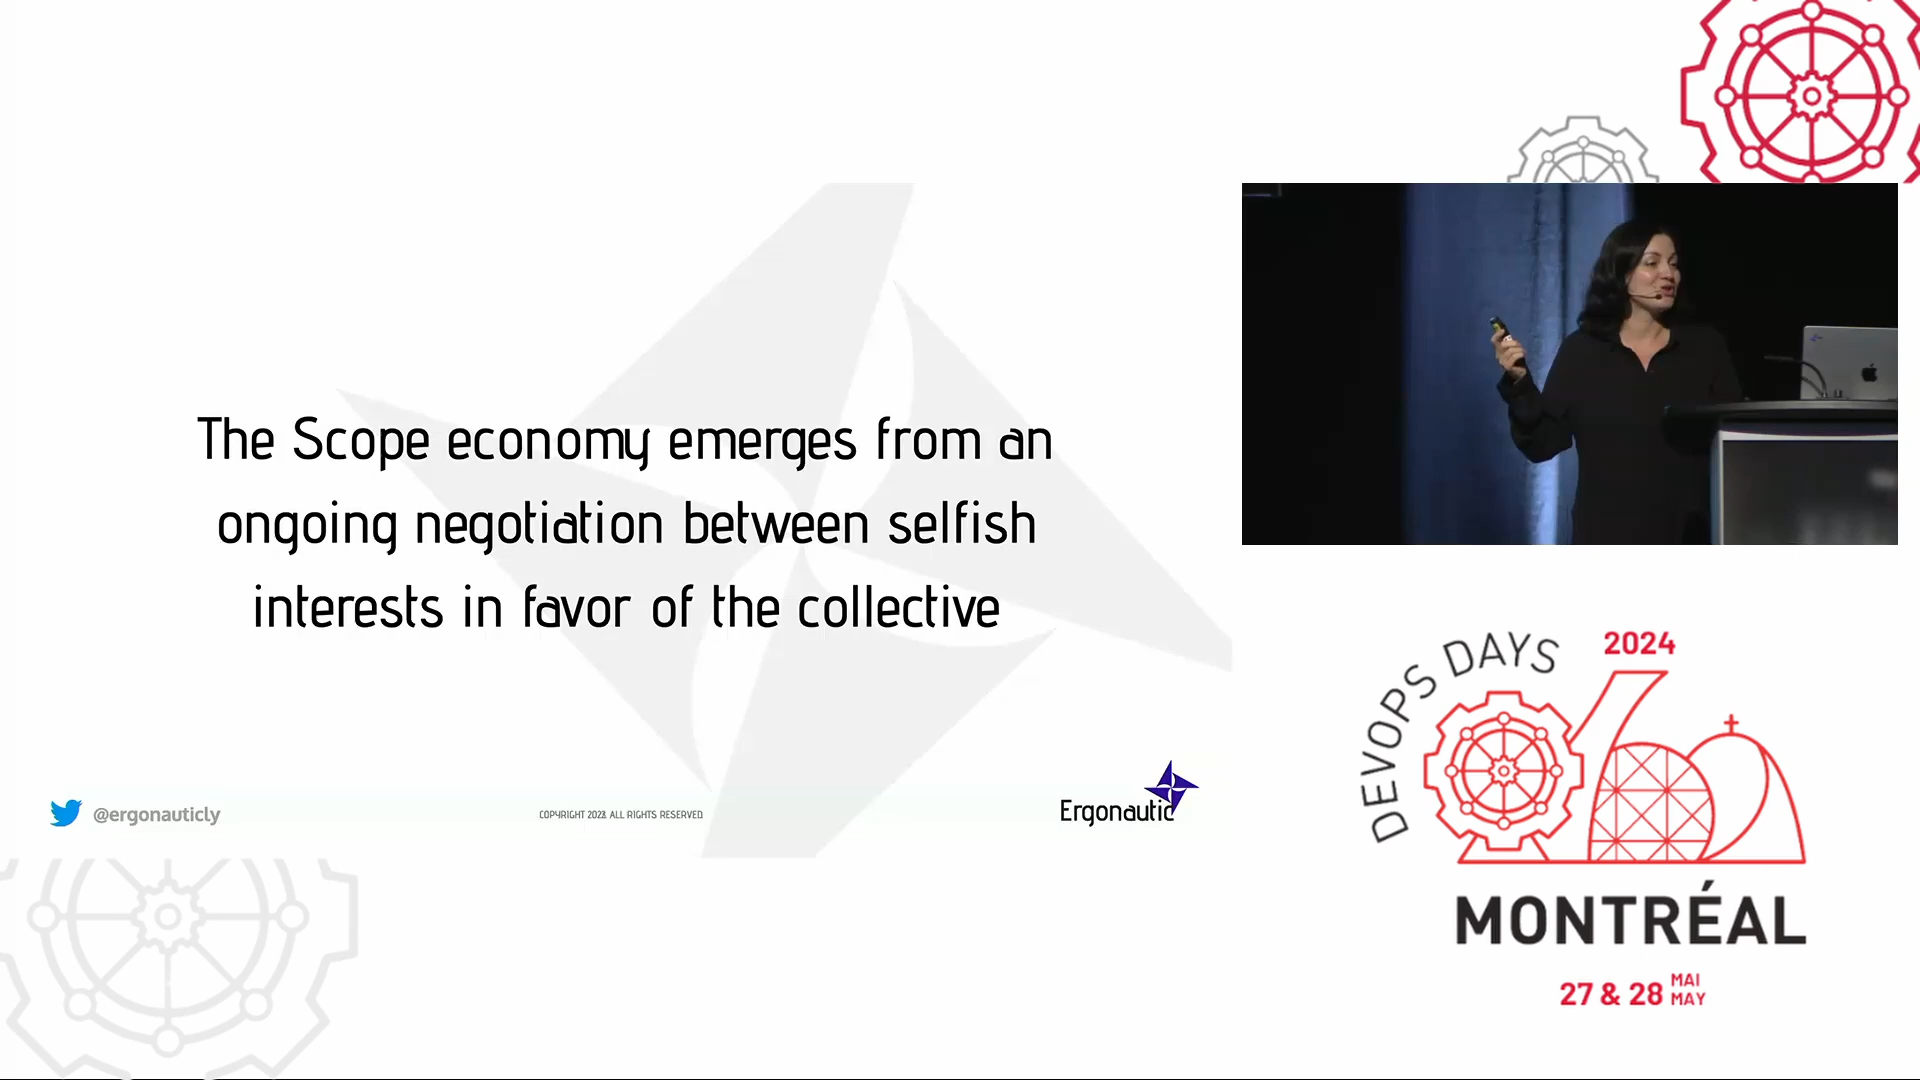 The Scope economy emerges from an
ongoing negotiation between selfish
interests in favor of the collective
@ergonauticly
COPYRIGHT 2023. ALL RIGHTS RESERVED
Ergonautic
DEVOPS DAYS
2024
MONTRÉAL
27 & 28 MAI
MAY